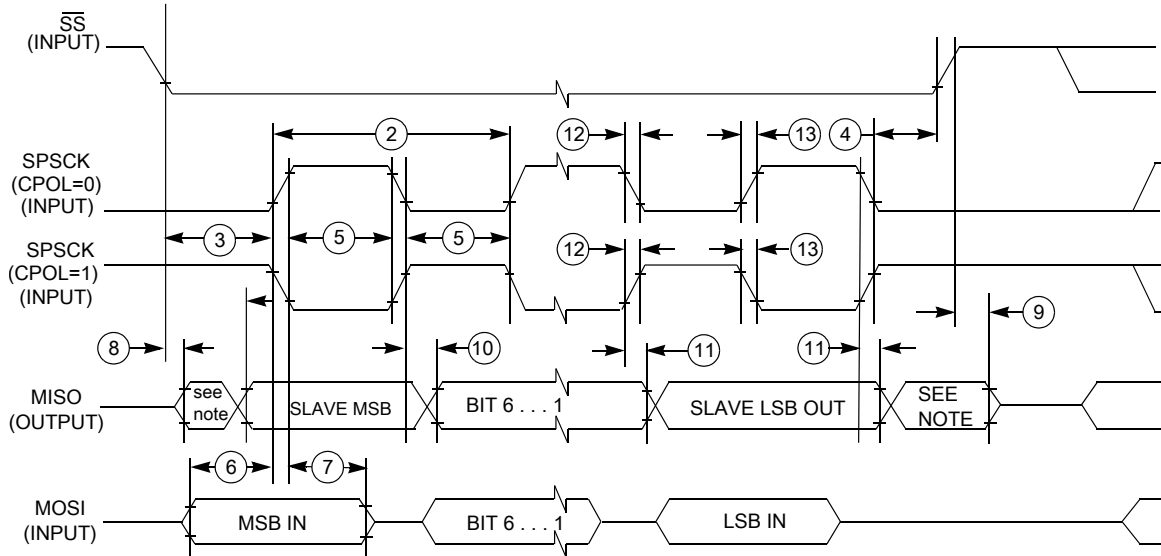 SS
(INPUT)
2
12
13
4
SPSCK
(CPOL=0)
(INPUT)
3
5
5
SPSCK
(CPOL=1)
(INPUT)
12
13
8
10
11
11
9
MISO
(OUTPUT)
see
note
SLAVE MSB
BIT 6 . . . 1
SLAVE LSB OUT
SEE
NOTE
6
7
MOSI
(INPUT)
MSB IN
BIT 6 . . . 1
LSB IN